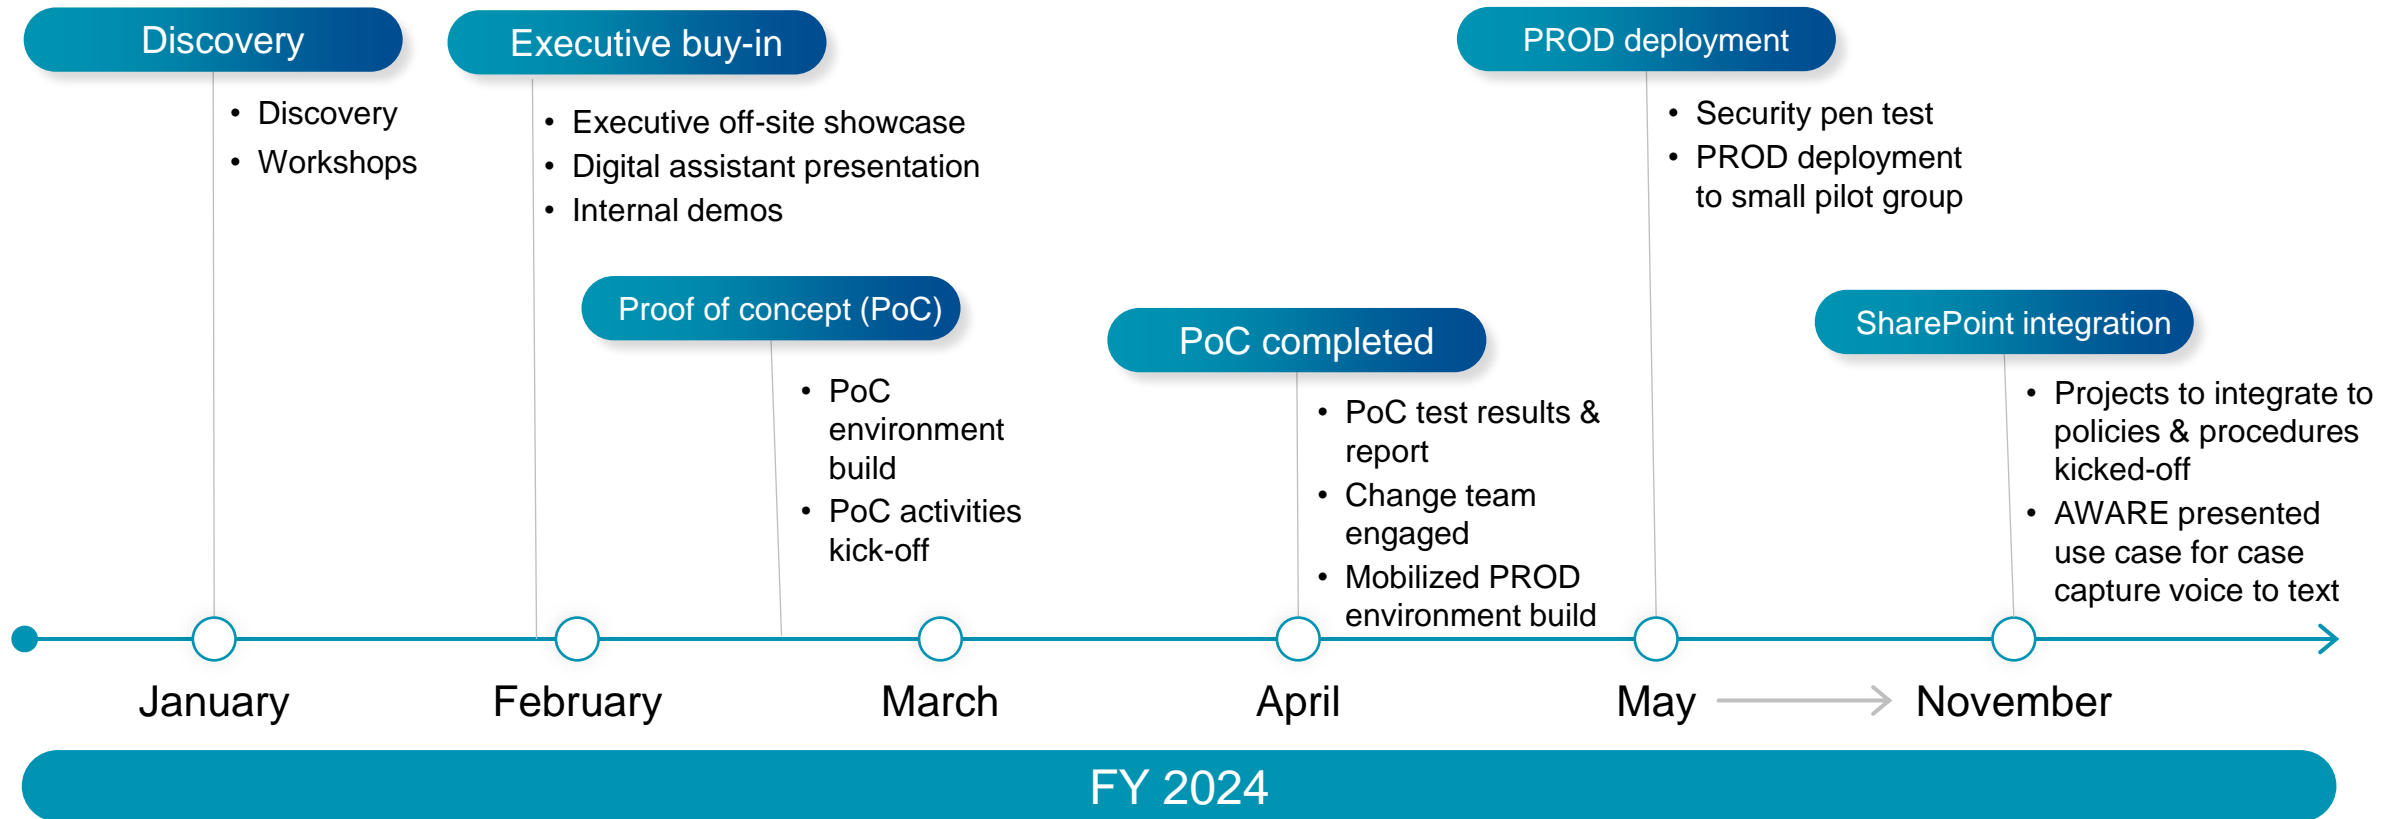 Discovery
• Discovery
• Workshops
Executive buy-in
• Executive off-site showcase
• Digital assistant presentation
• Internal demos
Proof of concept (PoC)
• PoC
environment
build
• PoC activities
kick-off
PoC completed
• PoC test results &
report
• Change team
engaged
• Mobilized PROD
environment build
PROD deployment
• Security pen test
• PROD deployment
to small pilot group
SharePoint integration
• Projects to integrate to
policies & procedures
kicked-off
• AWARE presented
use case for case
capture voice to text
January
February
March
April
May
November
FY 2024